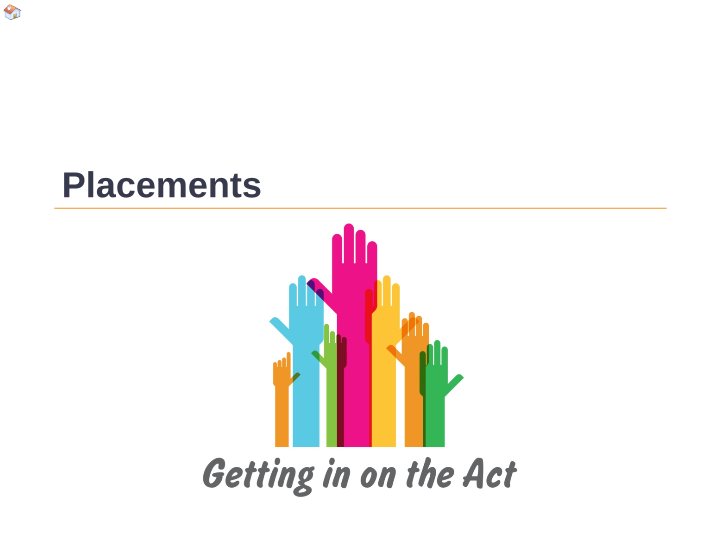 Placements
Getting in on the Act